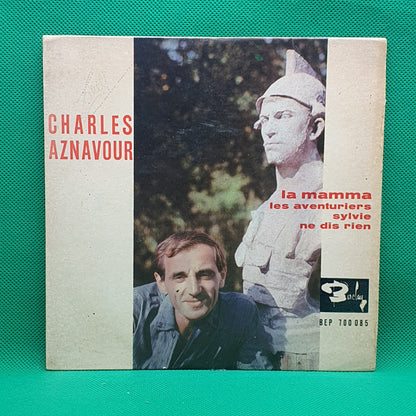 CHARLES
AZNAVOUR
la mamma
les aventuriers
sylvie
ne dis rien
Barclay
BEP 700 085